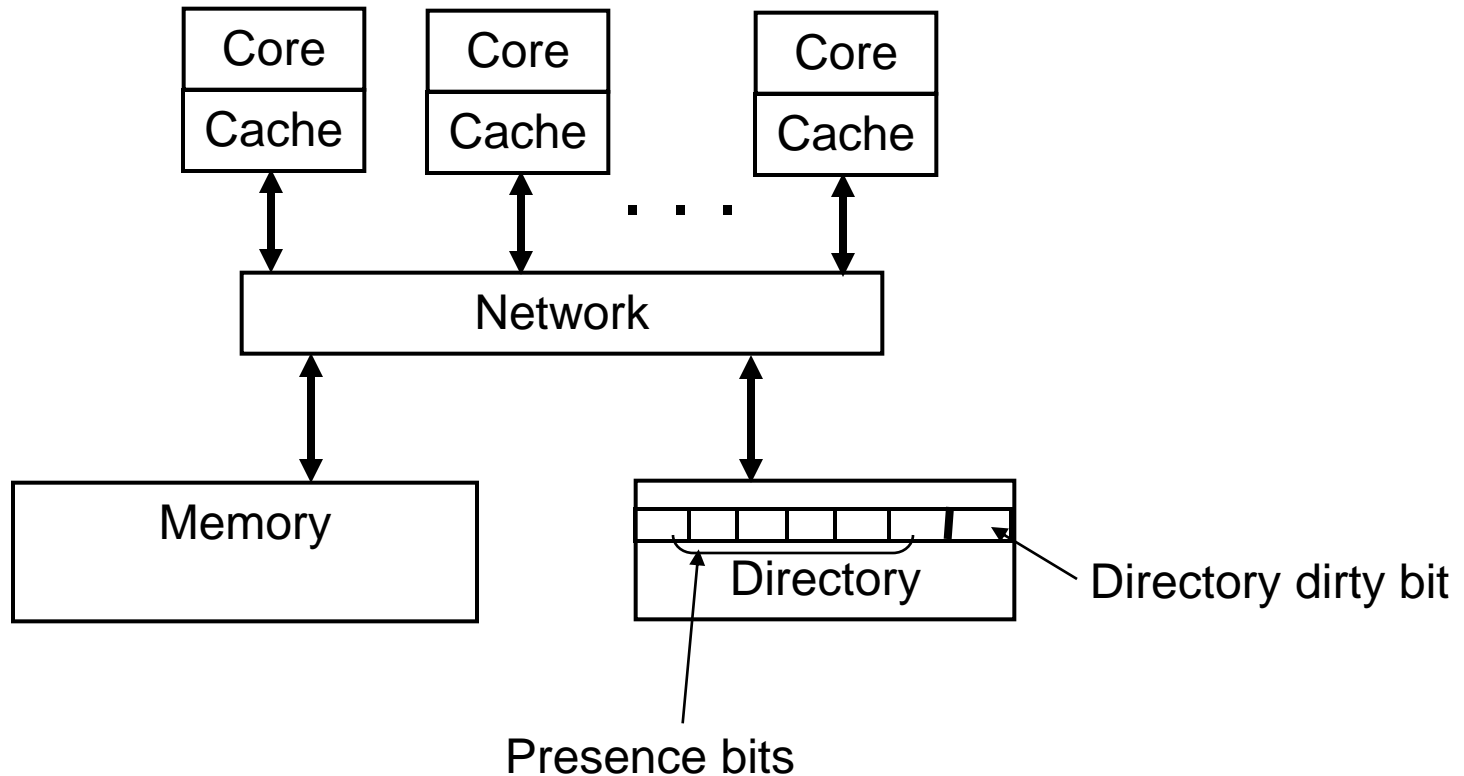 Core
Core
Core
Cache
Cache
Cache
. . .
Network
Memory
Directory
Directory dirty bit
Presence bits